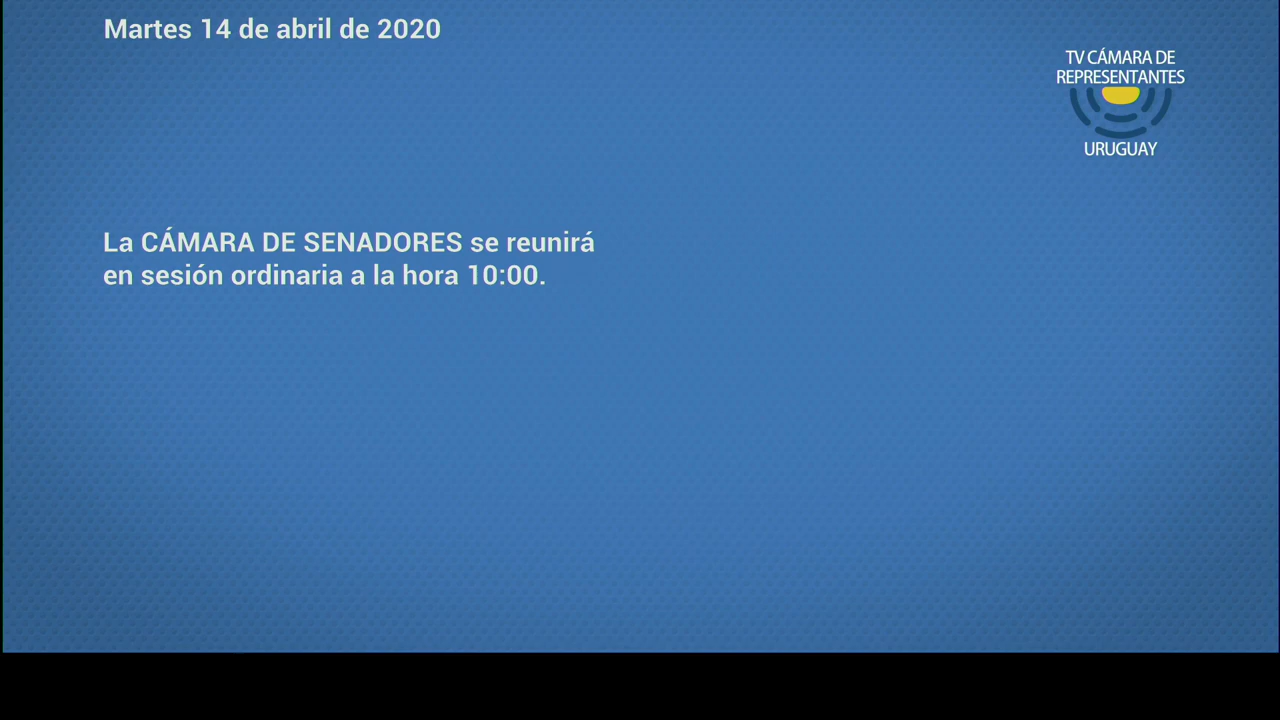 Martes 14 de abril de 2020
TV CÁMARA DE
REPRESENTANTES
URUGUAY
La CÁMARA DE SENADORES se reunirá
en sesión ordinaria a la hora 10:00.